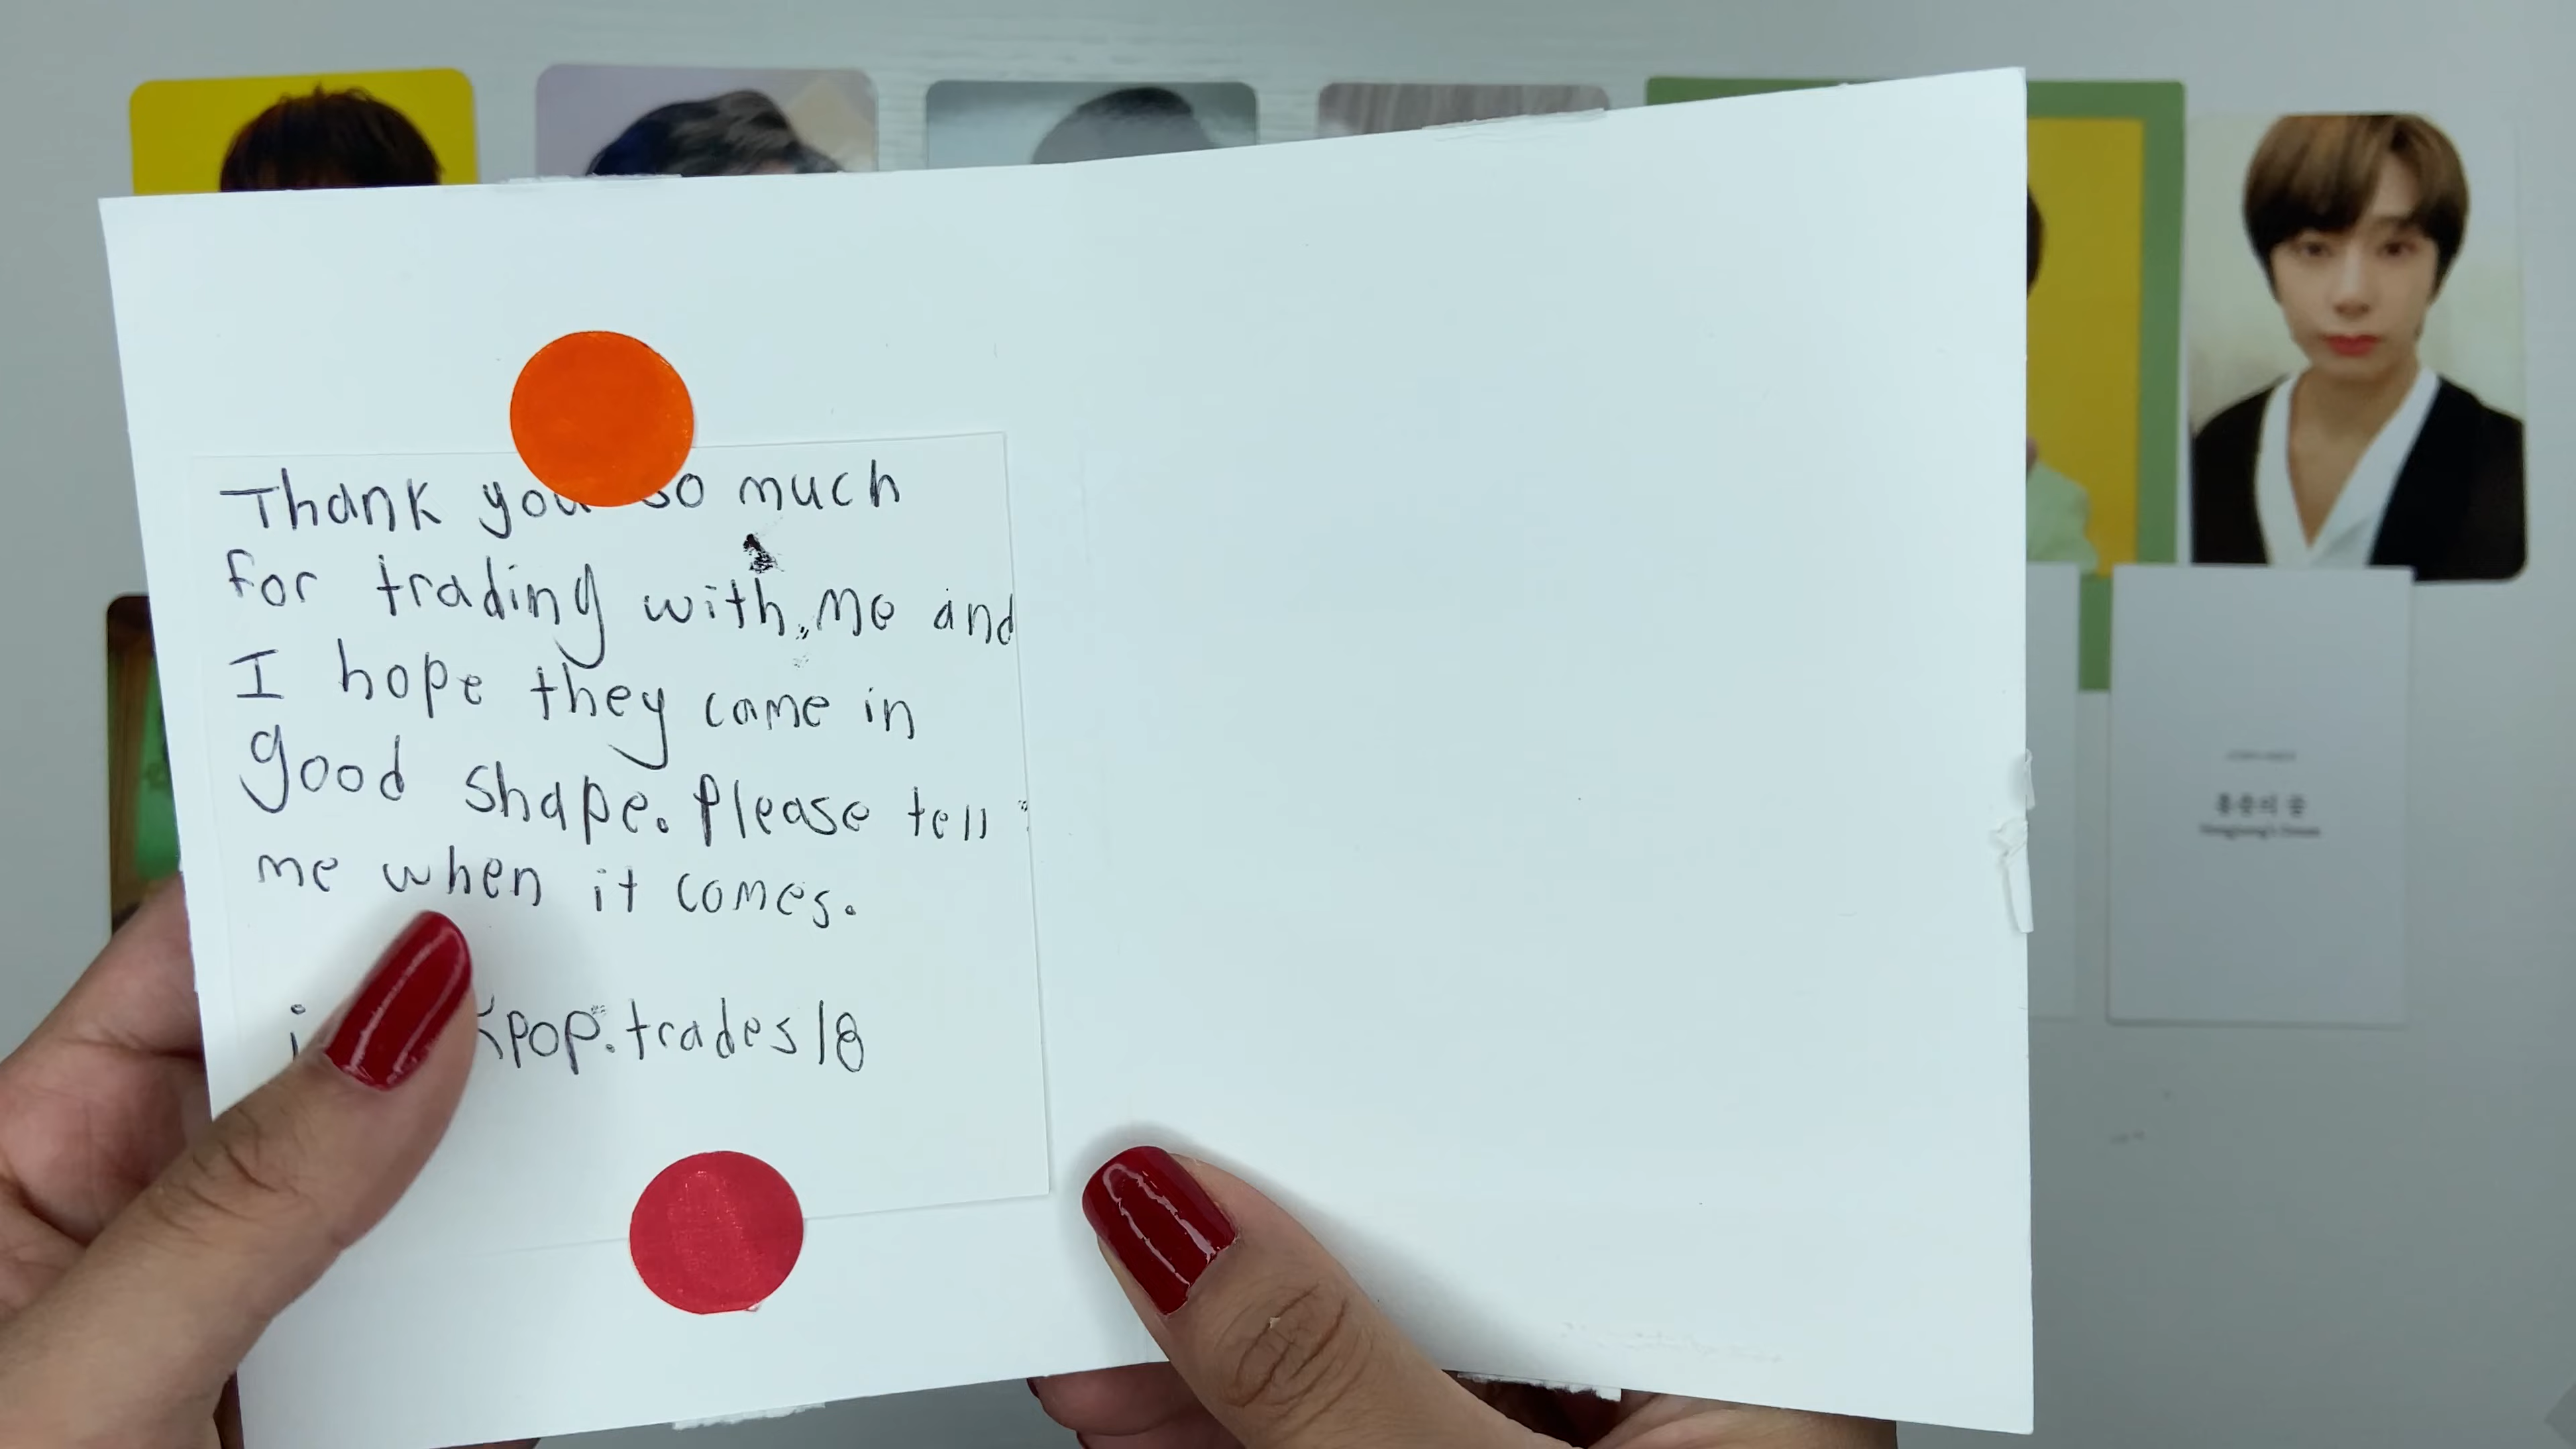 Thank you so much
for trading with me and
I hope they came in
good shape. Please tell
me when it comes.
kpop.trades18